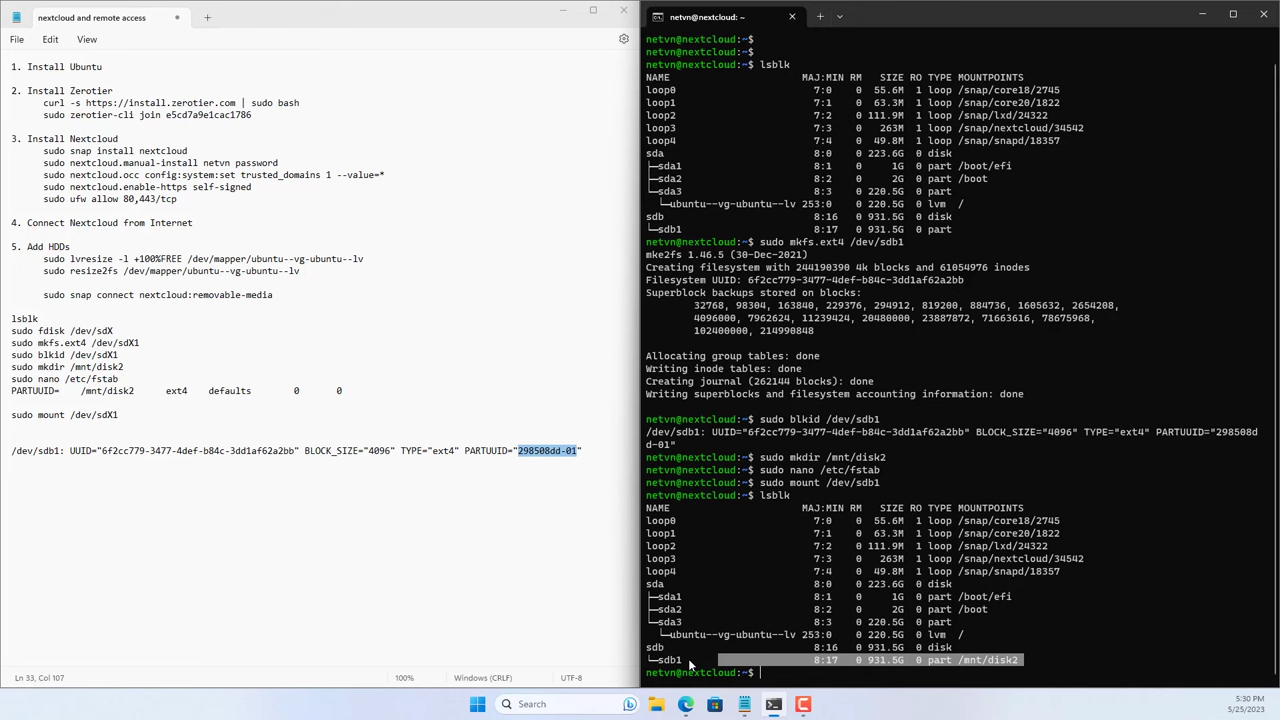 nextcloud and remote access
File Edit View
1. Install Ubuntu
2. Install Zerotier
curl -s https://install.zerotier.com | sudo bash
sudo zerotier-cli join e5cd7a9e1cac1786
3. Install Nextcloud
sudo snap install nextcloud
sudo nextcloud.manual-install netvn password
sudo nextcloud.occ config:system:set trusted_domains 1 --value=*
sudo nextcloud.enable-https self-signed
sudo ufw allow 80,443/tcp
4. Connect Nextcloud from Internet
5. Add HDDs
sudo lvresize -l +100%FREE /dev/mapper/ubuntu--vg-ubuntu--lv
sudo resize2fs /dev/mapper/ubuntu--vg-ubuntu--lv
sudo snap connect nextcloud:removable-media
lsblk
sudo fdisk /dev/sdX
sudo mkfs.ext4 /dev/sdX1
sudo blkid /dev/sdX1
sudo mkdir /mnt/disk2
sudo nano /etc/fstab
PARTUUID= /mnt/disk2 ext4 defaults 0 0
sudo mount /dev/sdX1
/dev/sdb1: UUID="6f2cc779-3477-4def-b84c-3dd1af62a2bb" BLOCK_SIZE="4096" TYPE="ext4" PARTUUID="298508dd-01"
Ln 33, Col 107 100% Windows (CRLF) UTF-8
netvn@nextcloud: ~
netvn@nextcloud:~$
netvn@nextcloud:~$
netvn@nextcloud:~$ lsblk
NAME MAJ:MIN RM SIZE RO TYPE MOUNTPOINTS
loop0 7:0 0 55.6M 1 loop /snap/core18/2745
loop1 7:1 0 63.3M 1 loop /snap/core20/1822
loop2 7:2 0 111.9M 1 loop /snap/lxd/24322
loop3 7:3 0 263M 1 loop /snap/nextcloud/34542
loop4 7:4 0 49.8M 1 loop /snap/snapd/18357
sda 8:0 0 223.6G 0 disk
├─sda1 8:1 0 1G 0 part /boot/efi
├─sda2 8:2 0 2G 0 part /boot
├─sda3 8:3 0 220.5G 0 part
└─ubuntu--vg-ubuntu--lv 253:0 0 220.5G 0 lvm /
sdb 8:16 0 931.5G 0 disk
└─sdb1 8:17 0 931.5G 0 part
netvn@nextcloud:~$ sudo mkfs.ext4 /dev/sdb1
mke2fs 1.46.5 (30-Dec-2021)
Creating filesystem with 244190390 4k blocks and 61054976 inodes
Filesystem UUID: 6f2cc779-3477-4def-b84c-3dd1af62a2bb
Superblock backups stored on blocks:
32768, 98304, 163840, 229376, 294912, 819200, 884736, 1605632, 2654208,
4096000, 7962624, 11239424, 20480000, 23887872, 71663616, 78675968,
102400000, 214990848
Allocating group tables: done
Writing inode tables: done
Creating journal (262144 blocks): done
Writing superblocks and filesystem accounting information: done
netvn@nextcloud:~$ sudo blkid /dev/sdb1
/dev/sdb1: UUID="6f2cc779-3477-4def-b84c-3dd1af62a2bb" BLOCK_SIZE="4096" TYPE="ext4" PARTUUID="298508d
d-01"
netvn@nextcloud:~$ sudo mkdir /mnt/disk2
netvn@nextcloud:~$ sudo nano /etc/fstab
netvn@nextcloud:~$ sudo mount /dev/sdb1
netvn@nextcloud:~$ lsblk
NAME MAJ:MIN RM SIZE RO TYPE MOUNTPOINTS
loop0 7:0 0 55.6M 1 loop /snap/core18/2745
loop1 7:1 0 63.3M 1 loop /snap/core20/1822
loop2 7:2 0 111.9M 1 loop /snap/lxd/24322
loop3 7:3 0 263M 1 loop /snap/nextcloud/34542
loop4 7:4 0 49.8M 1 loop /snap/snapd/18357
sda 8:0 0 223.6G 0 disk
├─sda1 8:1 0 1G 0 part /boot/efi
├─sda2 8:2 0 2G 0 part /boot
├─sda3 8:3 0 220.5G 0 part
└─ubuntu--vg-ubuntu--lv 253:0 0 220.5G 0 lvm /
sdb 8:16 0 931.5G 0 disk
└─sdb1 8:17 0 931.5G 0 part /mnt/disk2
netvn@nextcloud:~$
Search
5:30 PM
5/25/2023